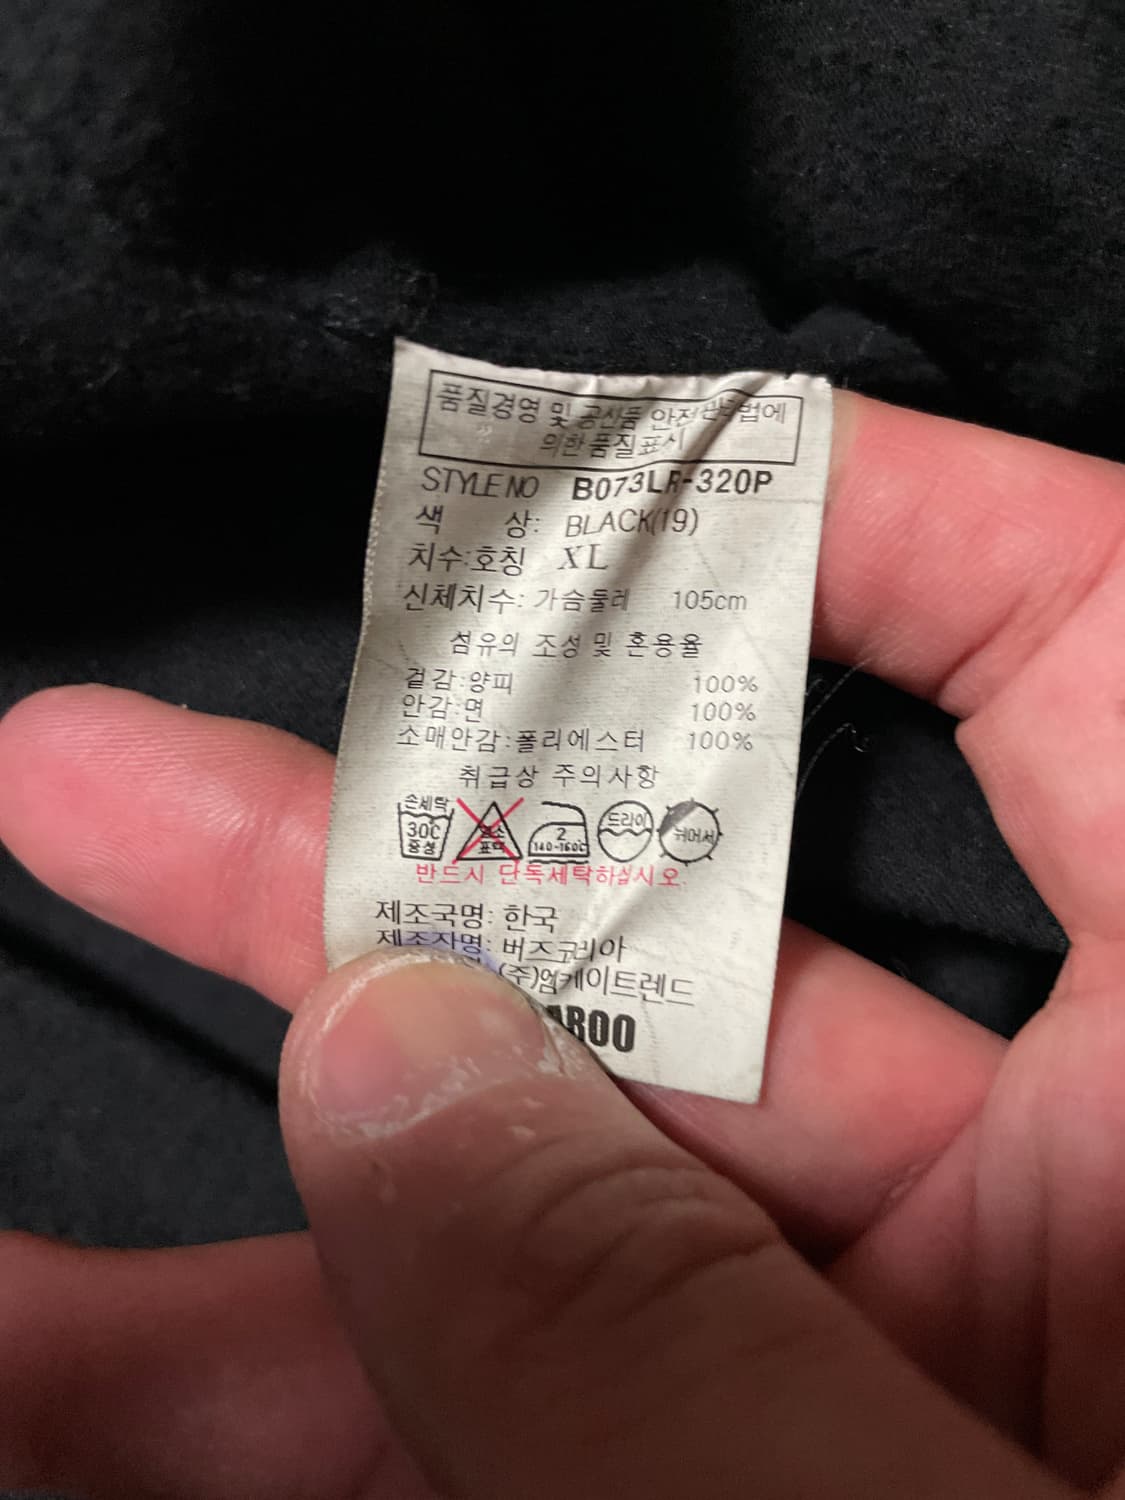 품질경영 및 공산품 안전관리법에
의한 품질표시
STYLE NO B073LR-320P
색 상: BLACK(19)
치수:호칭 XL
신체치수: 가슴둘레 105cm
섬유의 조성 및 혼용율
겉감:양피 100%
안감:면 100%
소매안감:폴리에스터 100%
취급상 주의사항
손세탁 30℃ 중성
염소 표백
2 140-160℃
드라이
뉘어서
반드시 단독세탁하십시오.
제조국명: 한국
제조자명: 버즈코리아
(주)엠케이트렌드